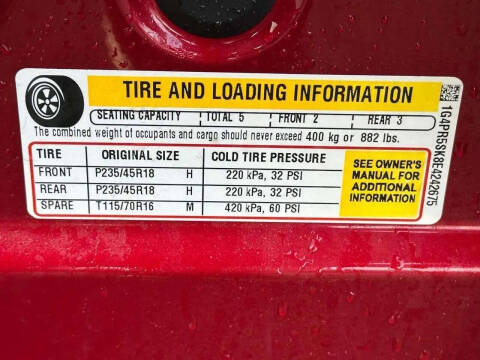 TIRE AND LOADING INFORMATION
SEATING CAPACITY TOTAL 5 FRONT 2 REAR 3
The combined weight of occupants and cargo should never exceed 400 kg or 882 lbs.
TIRE ORIGINAL SIZE COLD TIRE PRESSURE
FRONT P235/45R18 H 220 kPa, 32 PSI
REAR P235/45R18 H 220 kPa, 32 PSI
SPARE T115/70R16 M 420 kPa, 60 PSI
SEE OWNER'S
MANUAL FOR
ADDITIONAL
INFORMATION
1G4PR5SK8E4242675